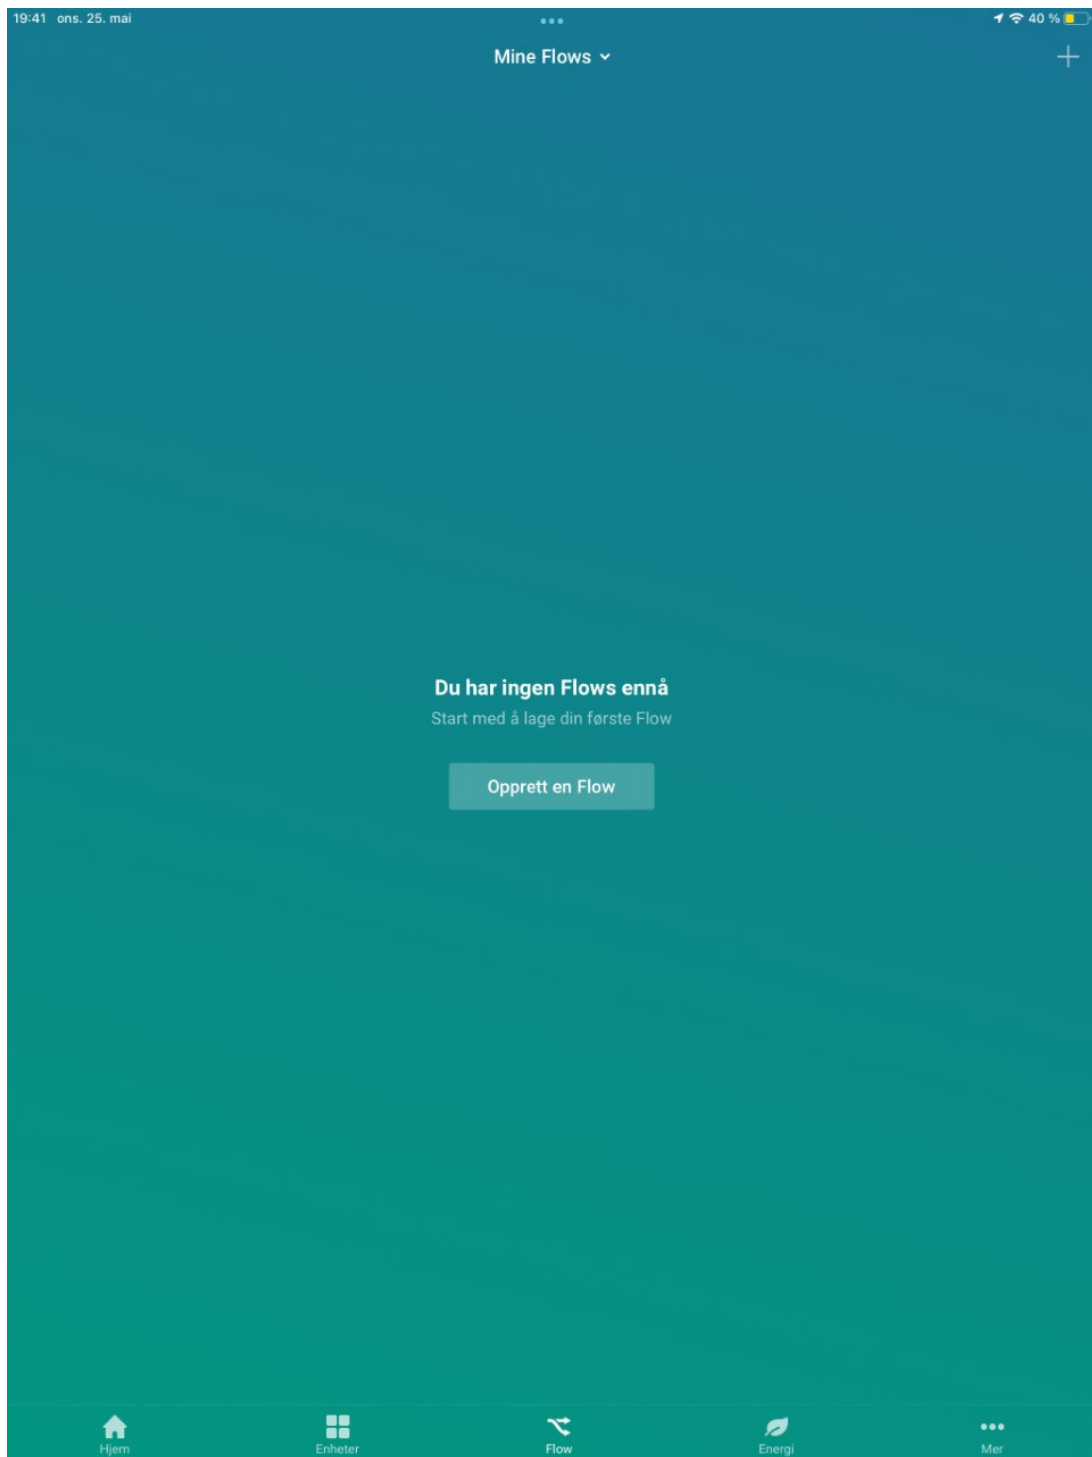 19:41 ons. 25. mai
40 %
Mine Flows
Du har ingen Flows ennå
Start med å lage din første Flow
Opprett en Flow
Hjem
Enheter
Flow
Energi
Mer